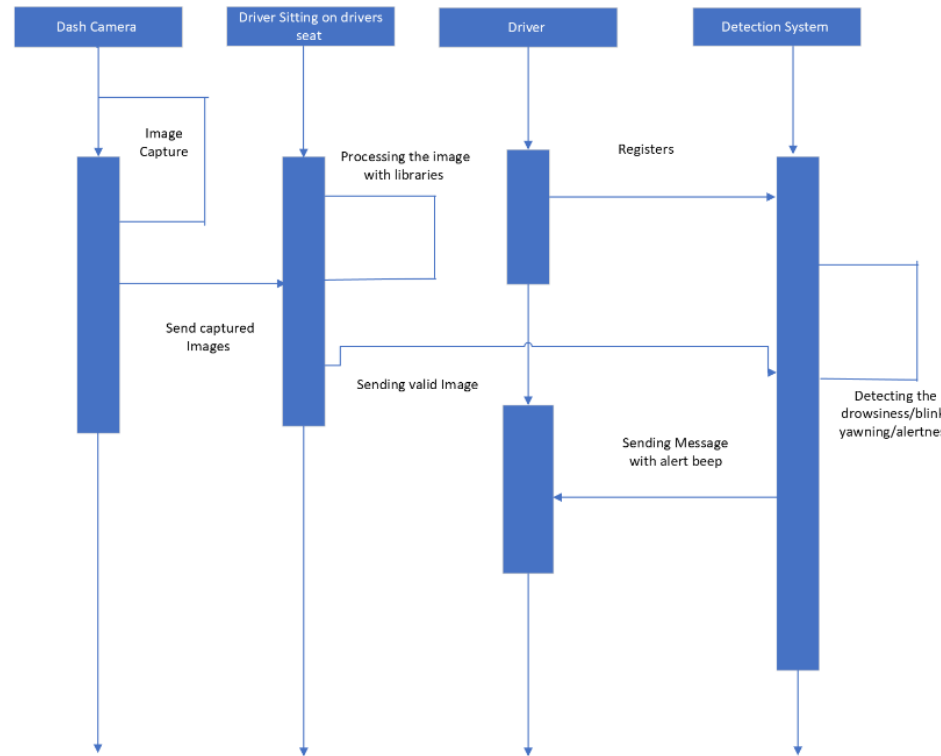 Dash Camera
Driver Sitting on drivers
seat
Driver
Detection System
Image
Capture
Processing the image
with libraries
Registers
Send captured
Images
Sending valid Image
Detecting the
drowsiness/blink
yawning/alertnes
Sending Message
with alert beep